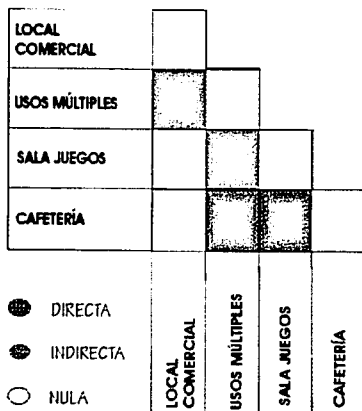 LOCAL
COMERCIAL
USOS MÚLTIPLES
SALA JUEGOS
CAFETERÍA
DIRECTA
INDIRECTA
NULA
LOCAL
COMERCIAL
USOS MÚLTIPLES
SALA JUEGOS
CAFETERÍA